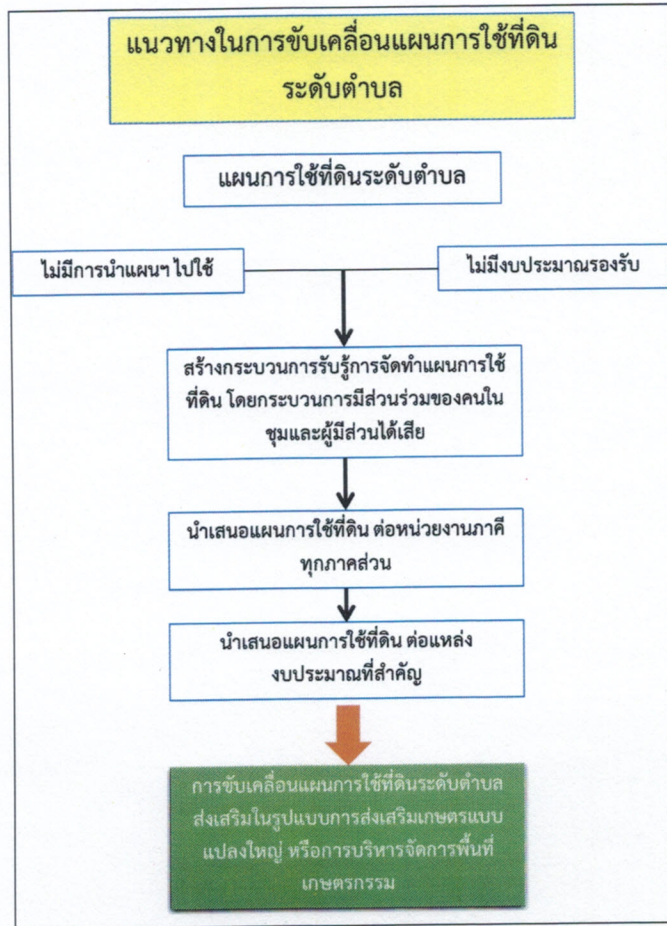 แนวทางในการขับเคลื่อนแผนการใช้ที่ดิน
ระดับตำบล
แผนการใช้ที่ดินระดับตำบล
ไม่มีการนำแผนฯ ไปใช้
ไม่มีงบประมาณรองรับ
สร้างกระบวนการรับรู้การจัดทำแผนการใช้
ที่ดิน โดยกระบวนการมีส่วนร่วมของคนใน
ชุมและผู้มีส่วนได้เสีย
นำเสนอแผนการใช้ที่ดิน ต่อหน่วยงานภาคี
ทุกภาคส่วน
นำเสนอแผนการใช้ที่ดิน ต่อแหล่ง
งบประมาณที่สำคัญ
การขับเคลื่อนแผนการใช้ที่ดินระดับตำบล
ส่งเสริมในรูปแบบการส่งเสริมเกษตรแบบ
แปลงใหญ่ หรือการบริหารจัดการพื้นที่
เกษตรกรรม